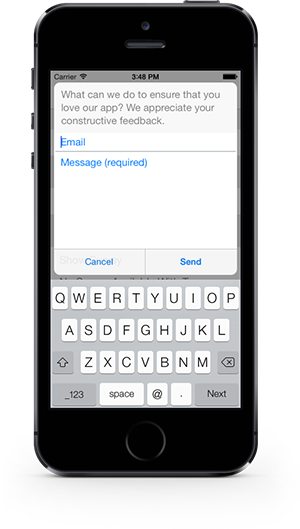 Carrier 3:48 PM
What can we do to ensure that you
love our app? We appreciate your
constructive feedback.
Email
Message (required)
Cancel Send
Q W E R T Y U I O P
A S D F G H J K L
Z X C V B N M
_123 space @ . Next